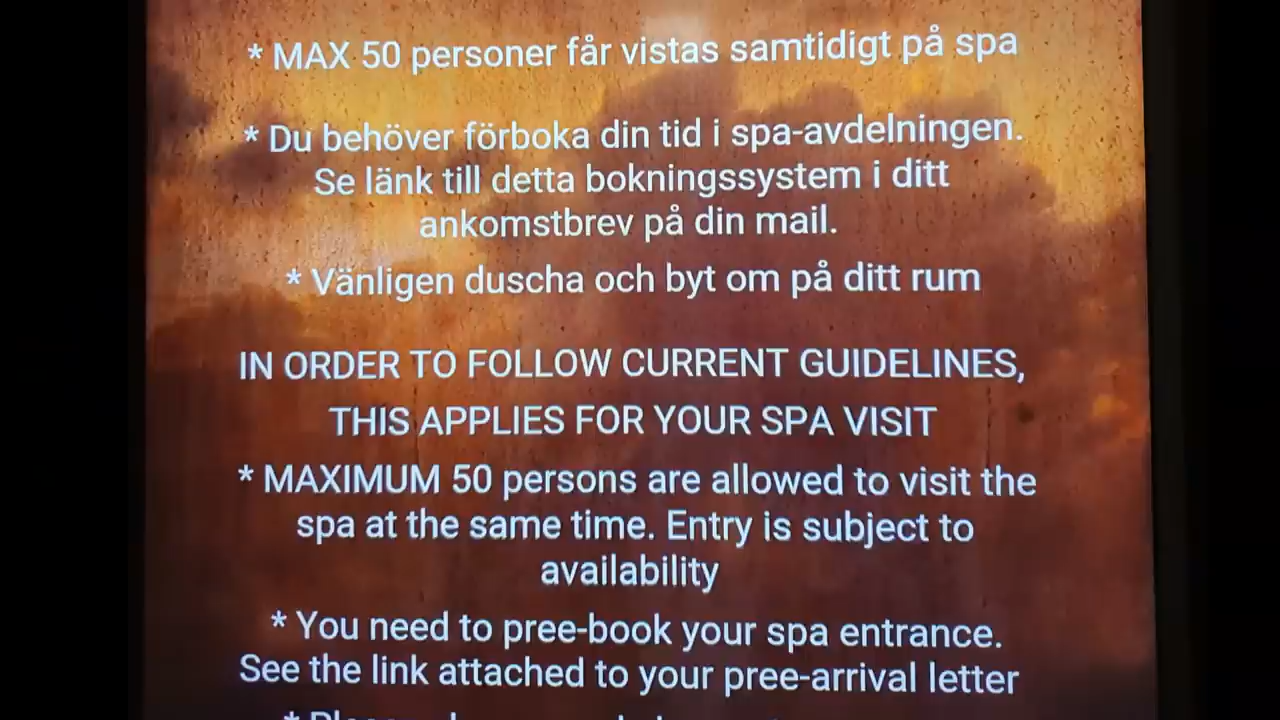 * MAX 50 personer får vistas samtidigt på spa
* Du behöver förboka din tid i spa-avdelningen.
Se länk till detta bokningssystem i ditt
ankomstbrev på din mail.
* Vänligen duscha och byt om på ditt rum
IN ORDER TO FOLLOW CURRENT GUIDELINES,
THIS APPLIES FOR YOUR SPA VISIT
* MAXIMUM 50 persons are allowed to visit the
spa at the same time. Entry is subject to
availability
* You need to pree-book your spa entrance.
See the link attached to your pree-arrival letter